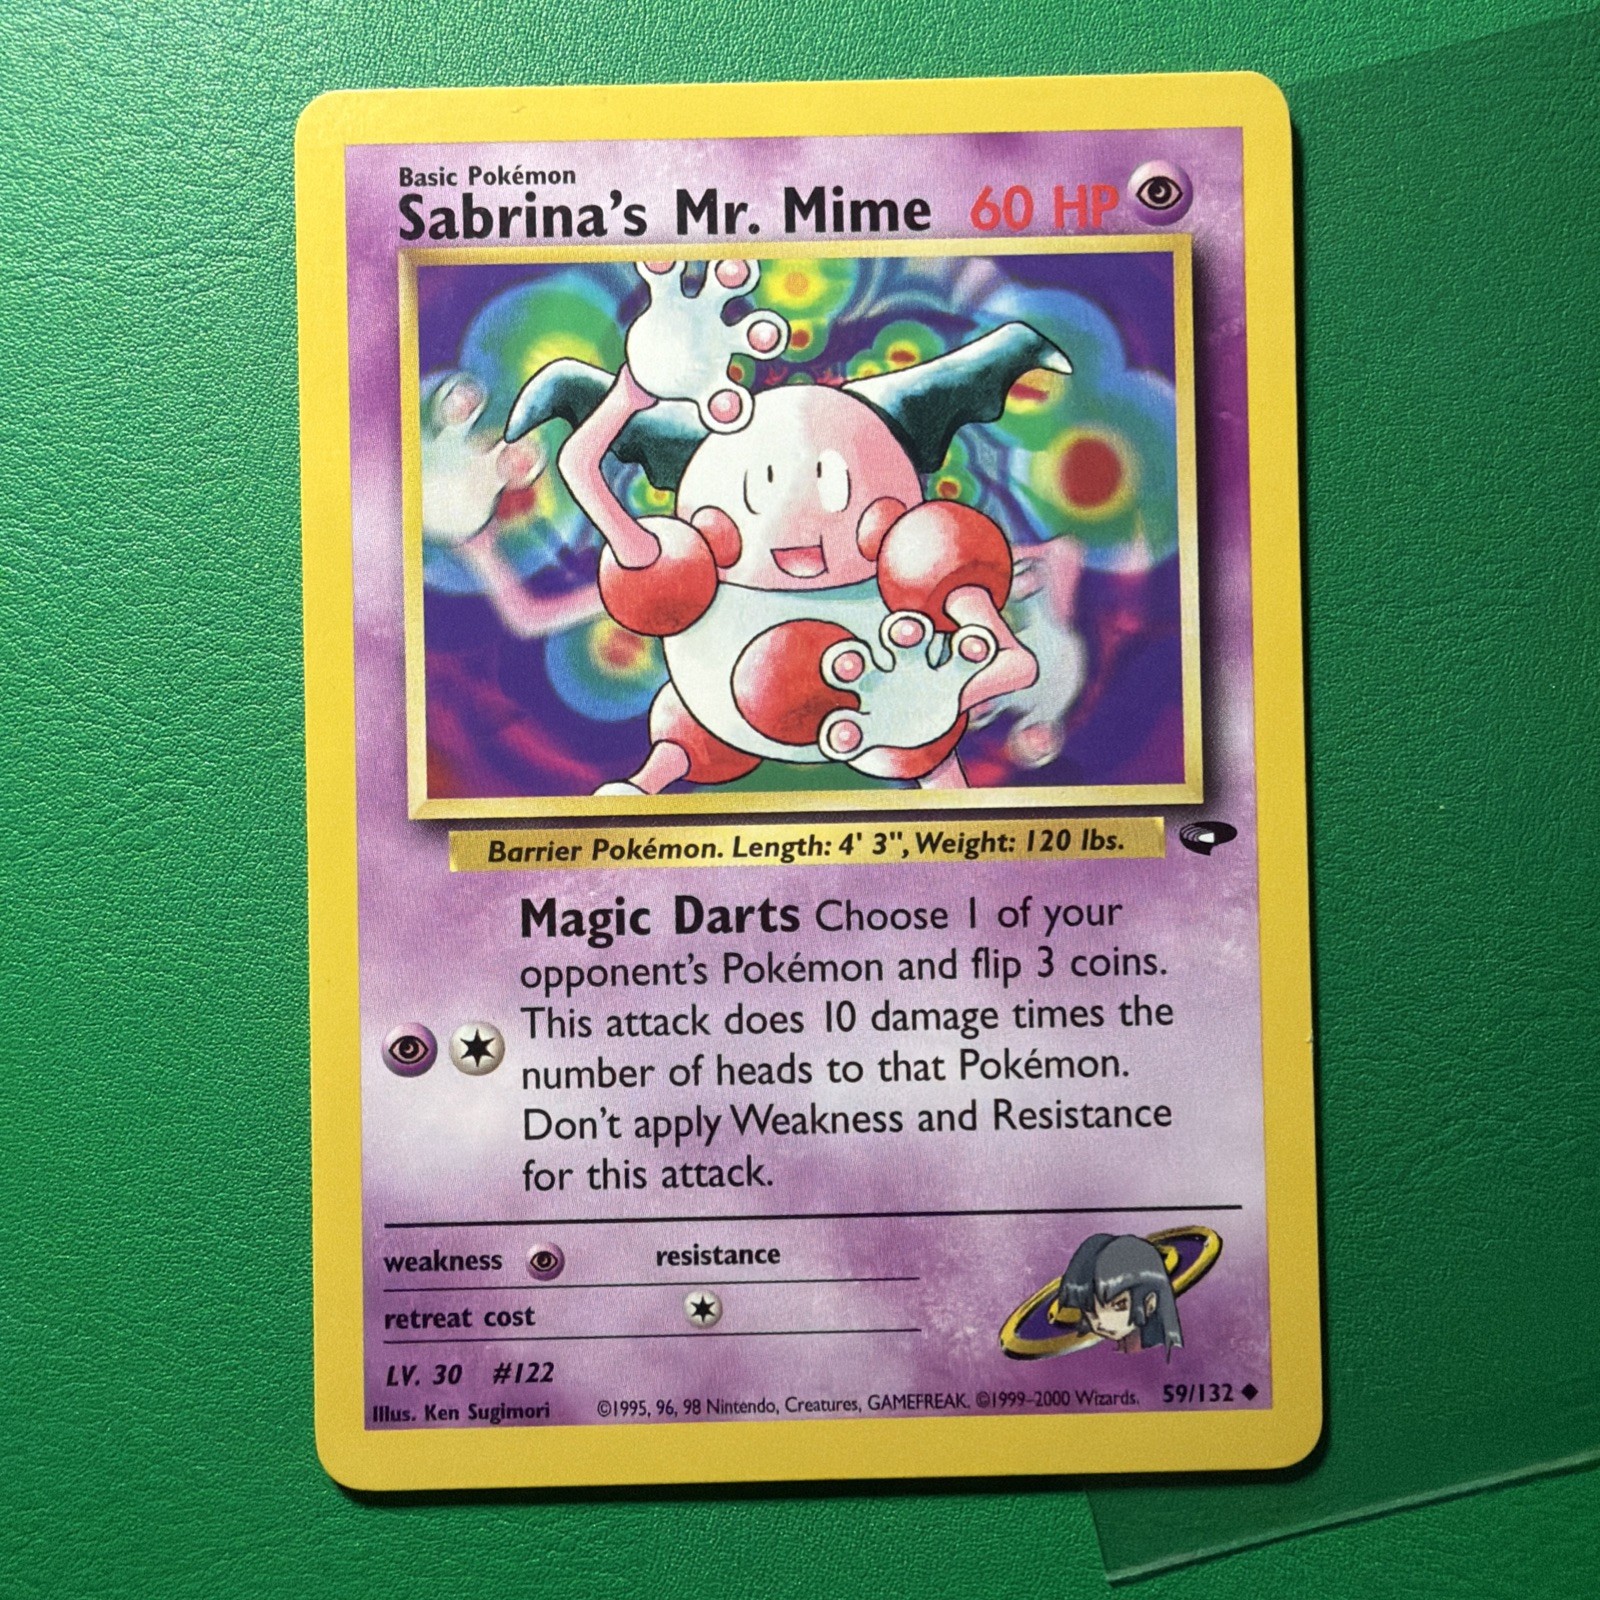 Basic Pokémon
Sabrina's Mr. Mime 60 HP
Barrier Pokémon. Length: 4' 3", Weight: 120 lbs.
Magic Darts Choose 1 of your
opponent's Pokémon and flip 3 coins.
This attack does 10 damage times the
number of heads to that Pokémon.
Don't apply Weakness and Resistance
for this attack.
weakness resistance
retreat cost
LV. 30 #122
Illus. Ken Sugimori ©1995, 96, 98 Nintendo, Creatures, GAMEFREAK. ©1999-2000 Wizards. 59/132